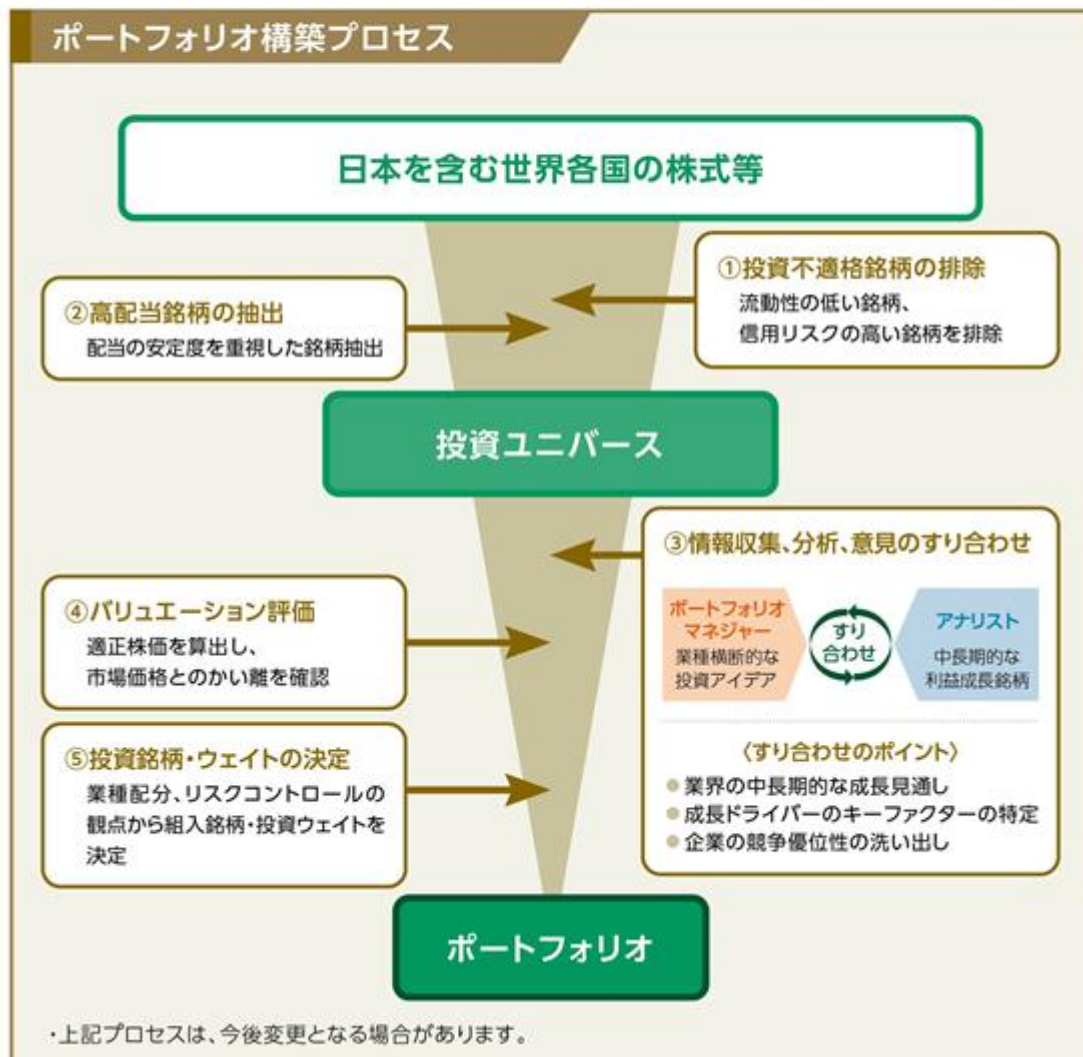 ポートフォリオ構築プロセス
日本を含む世界各国の株式等
①投資不適格銘柄の排除
流動性の低い銘柄、
信用リスクの高い銘柄を排除
②高配当銘柄の抽出
配当の安定度を重視した銘柄抽出
投資ユニバース
③情報収集、分析、意見のすり合わせ
ポートフォリオ
マネジャー
業種横断的な
投資アイデア
すり
合わせ
アナリスト
中長期的な
利益成長銘柄
〈すり合わせのポイント〉
●業界の中長期的な成長見通し
●成長ドライバーのキーファクターの特定
●企業の競争優位性の洗い出し
④バリュエーション評価
適正株価を算出し、
市場価格とのかい離を確認
⑤投資銘柄・ウェイトの決定
業種配分、リスクコントロールの
観点から組入銘柄・投資ウェイトを
決定
ポートフォリオ
・上記プロセスは、今後変更となる場合があります。